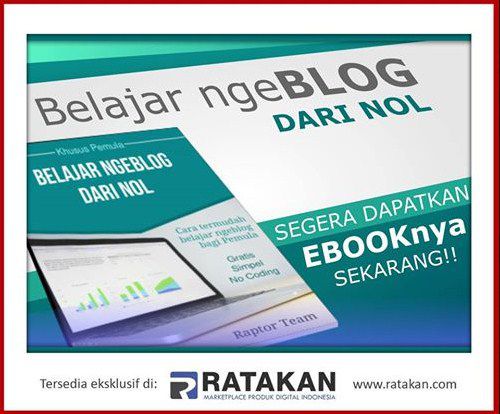 Belajar ngeBLOG
DARI NOL
Khusus Pemula
BELAJAR NGEBLOG
DARI NOL
Cara termudah
belajar ngeblog
bagi Pemula
Gratis
Simpel
No Coding
Raptor Team
SEGERA DAPATKAN
EBOOKnya
SEKARANG!!
Tersedia eksklusif di:
RATAKAN
MARKETPLACE PRODUK DIGITAL INDONESIA
www.ratakan.com